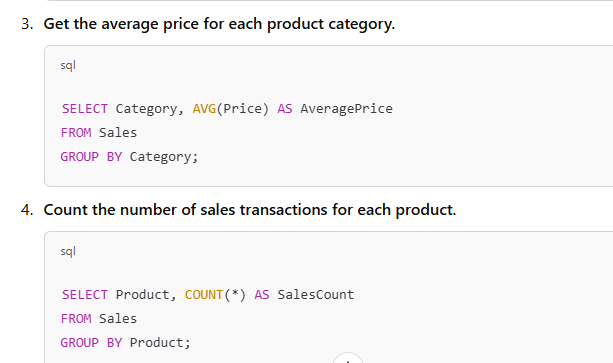 3. Get the average price for each product category.
sql
SELECT Category, AVG(Price) AS AveragePrice
FROM Sales
GROUP BY Category;
4. Count the number of sales transactions for each product.
sql
SELECT Product, COUNT(*) AS SalesCount
FROM Sales
GROUP BY Product;